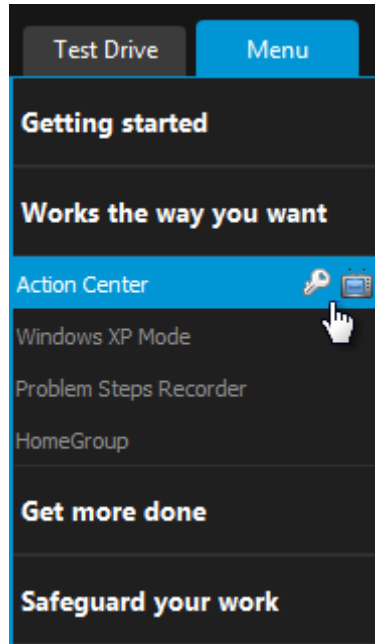 Test Drive Menu
Getting started
Works the way you want
Action Center
Windows XP Mode
Problem Steps Recorder
HomeGroup
Get more done
Safeguard your work